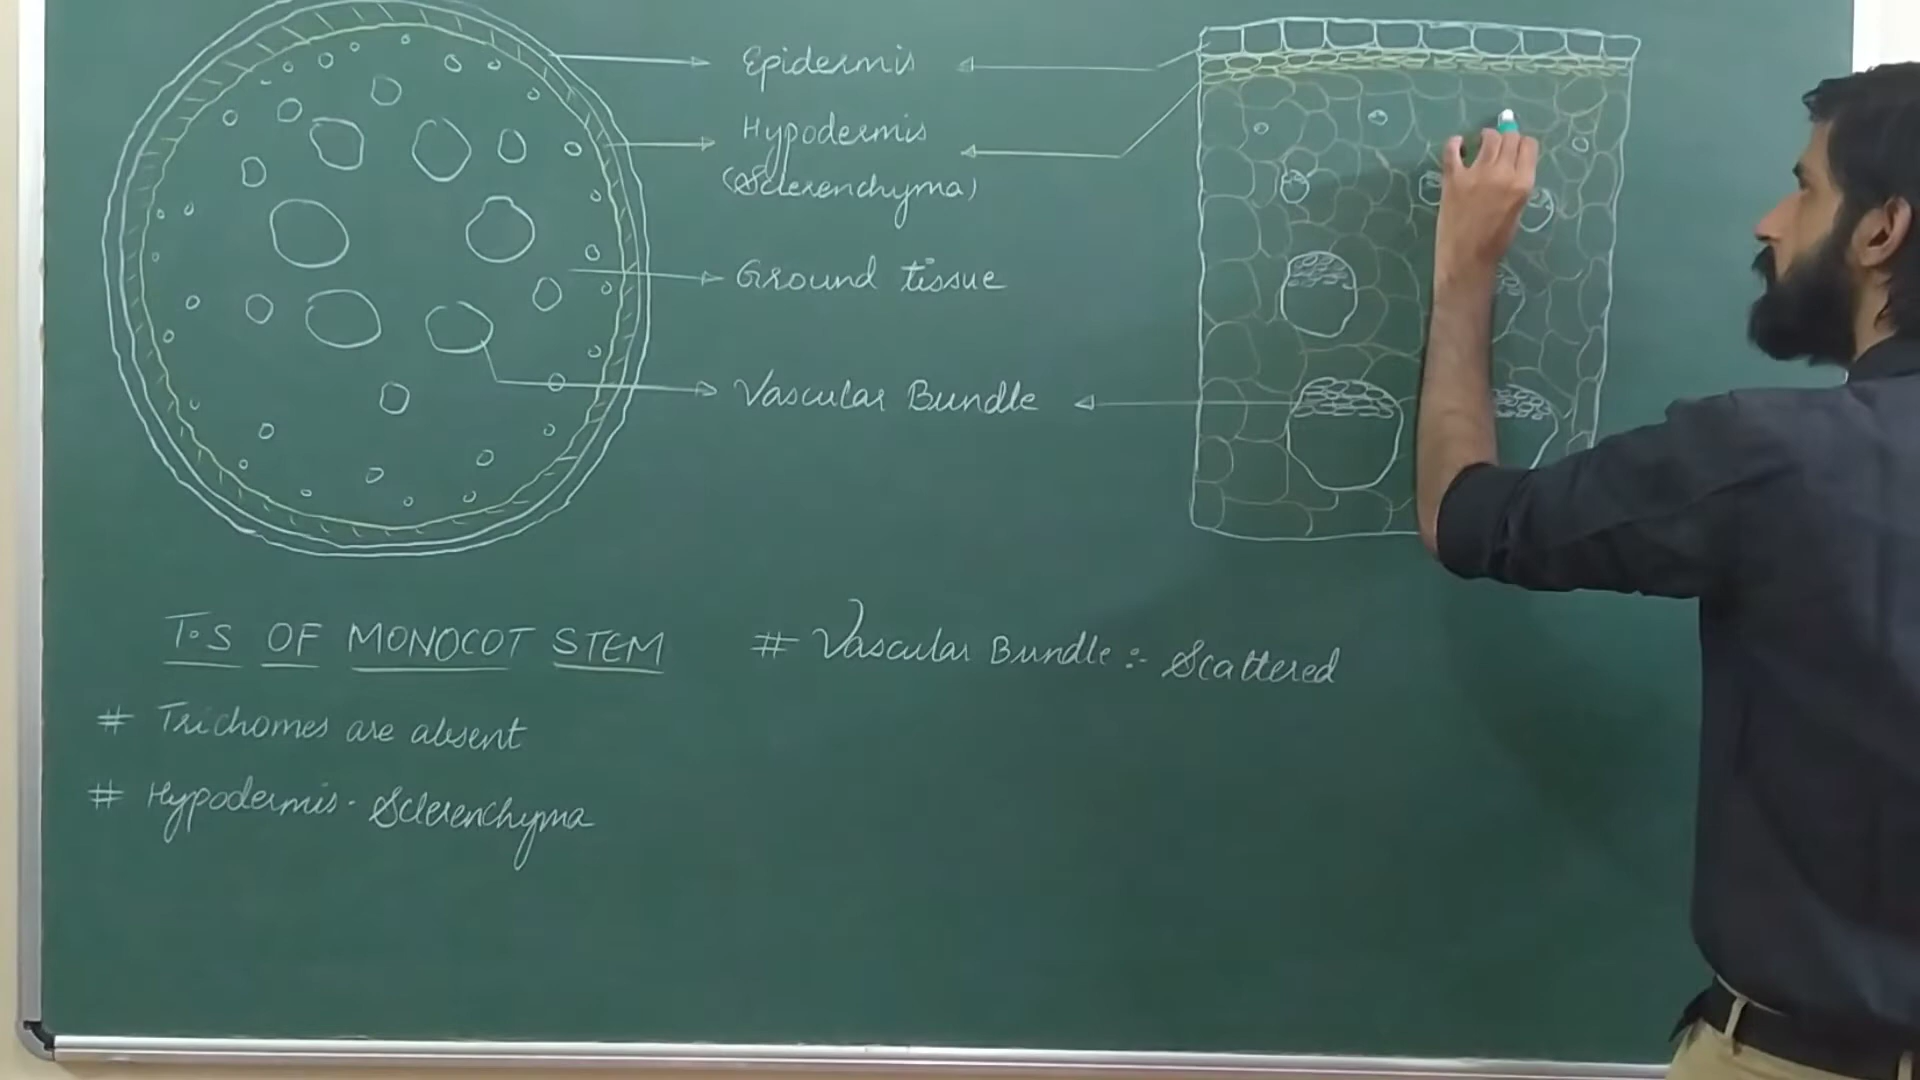 Epidermis
Hypodermis
(Sclerenchyma)
Ground tissue
Vascular Bundle
T.S OF MONOCOT STEM
# Trichomes are absent
# Hypodermis - Sclerenchyma
# Vascular Bundle :- Scattered